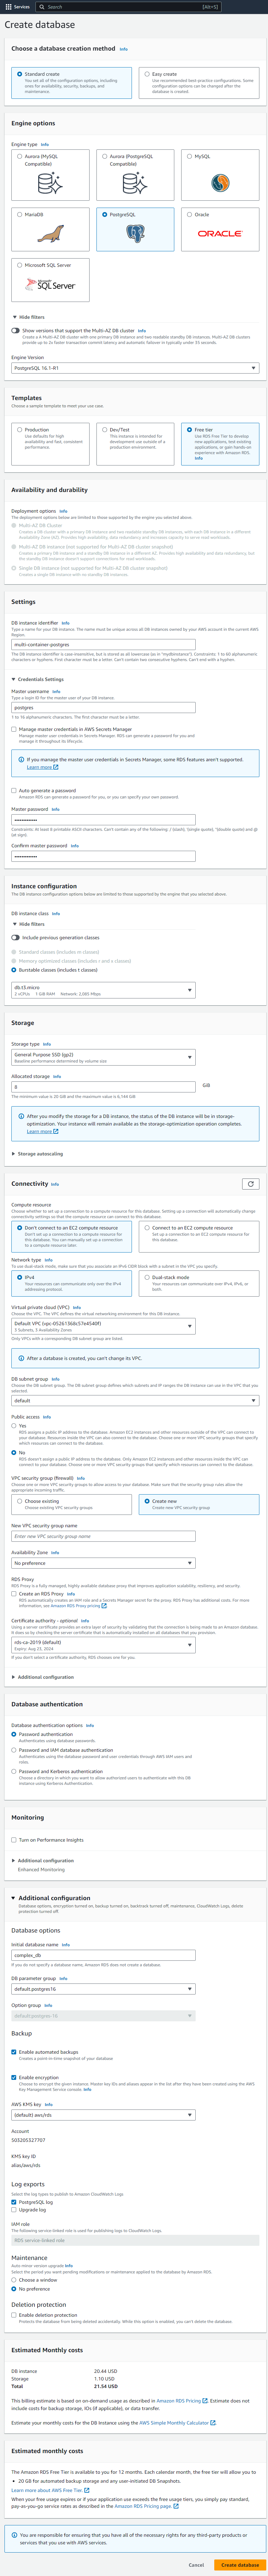 Services
Search
[Alt+S]
Create database
Choose a database creation method Info
Standard create
You set all of the configuration options, including ones for availability, security, backups, and maintenance.
Easy create
Use recommended best-practice configurations. Some configuration options can be changed after the database is created.
Engine options
Engine type Info
Aurora (MySQL Compatible)
Aurora (PostgreSQL Compatible)
MySQL
MariaDB
PostgreSQL
Oracle
ORACLE
Microsoft SQL Server
Microsoft SQL Server
Hide filters
Show versions that support the Multi-AZ DB cluster Info
Create a Multi-AZ DB cluster with one primary DB instance and two readable standby DB instances. Multi-AZ DB clusters provide up to 2x faster transaction commit latency and automatic failover in typically under 35 seconds.
Engine Version
PostgreSQL 16.1-R1
Templates
Choose a sample template to meet your use case.
Production
Use defaults for high availability and fast, consistent performance.
Dev/Test
This instance is intended for development use outside of a production environment.
Free tier
Use RDS Free Tier to develop new applications, test existing applications, or gain hands-on experience with Amazon RDS.
Info
Availability and durability
Deployment options Info
The deployment options below are limited to those supported by the engine you selected above.
Multi-AZ DB Cluster
Creates a DB cluster with a primary DB instance and two readable standby DB instances, with each DB instance in a different Availability Zone (AZ). Provides high availability, data redundancy and increases capacity to serve read workloads.
Multi-AZ DB instance (not supported for Multi-AZ DB cluster snapshot)
Creates a primary DB instance and a standby DB instance in a different AZ. Provides high availability and data redundancy, but the standby DB instance doesn't support connections for read workloads.
Single DB instance (not supported for Multi-AZ DB cluster snapshot)
Creates a single DB instance with no standby DB instances.
Settings
DB instance identifier Info
Type a name for your DB instance. The name must be unique across all DB instances owned by your AWS account in the current AWS Region.
multi-container-postgres
The DB instance identifier is case-insensitive, but is stored as all lowercase (as in "mydbinstance"). Constraints: 1 to 60 alphanumeric characters or hyphens. First character must be a letter. Can't contain two consecutive hyphens. Can't end with a hyphen.
Credentials Settings
Master username Info
Type a login ID for the master user of your DB instance.
postgres
1 to 16 alphanumeric characters. The first character must be a letter.
Manage master credentials in AWS Secrets Manager
Manage master user credentials in Secrets Manager. RDS can generate a password for you and manage it throughout its lifecycle.
If you manage the master user credentials in Secrets Manager, some RDS features aren't supported.
Learn more
Auto generate a password
Amazon RDS can generate a password for you, or you can specify your own password.
Master password Info
Constraints: At least 8 printable ASCII characters. Can't contain any of the following: / (slash), '(single quote), "(double quote) and @ (at sign).
Confirm master password Info
Instance configuration
The DB instance configuration options below are limited to those supported by the engine that you selected above.
DB instance class Info
Hide filters
Include previous generation classes
Standard classes (includes m classes)
Memory optimized classes (includes r and x classes)
Burstable classes (includes t classes)
db.t3.micro
2 vCPUs 1 GiB RAM Network: 2,085 Mbps
Storage
Storage type Info
General Purpose SSD (gp2)
Baseline performance determined by volume size
Allocated storage Info
8
GiB
The minimum value is 20 GiB and the maximum value is 6,144 GiB
After you modify the storage for a DB instance, the status of the DB instance will be in storage-optimization. Your instance will remain available as the storage-optimization operation completes.
Learn more
Storage autoscaling
Connectivity Info
Compute resource
Choose whether to set up a connection to a compute resource for this database. Setting up a connection will automatically change connectivity settings so that the compute resource can connect to this database.
Don't connect to an EC2 compute resource
Don't set up a connection to a compute resource for this database. You can manually set up a connection to a compute resource later.
Connect to an EC2 compute resource
Set up a connection to an EC2 compute resource for this database.
Network type Info
To use dual-stack mode, make sure that you associate an IPv6 CIDR block with a subnet in the VPC you specify.
IPv4
Your resources can communicate only over the IPv4 addressing protocol.
Dual-stack mode
Your resources can communicate over IPv4, IPv6, or both.
Virtual private cloud (VPC) Info
Choose the VPC. The VPC defines the virtual networking environment for this DB instance.
3 Subnets, 3 Availability Zones
Only VPCs with a corresponding DB subnet group are listed.
After a database is created, you can't change its VPC.
DB subnet group Info
Choose the DB subnet group. The DB subnet group defines which subnets and IP ranges the DB instance can use in the VPC that you selected.
default
Public access Info
Yes
RDS assigns a public IP address to the database. Amazon EC2 instances and other resources outside of the VPC can connect to your database. Resources inside the VPC can also connect to the database. Choose one or more VPC security groups that specify which resources can connect to the database.
No
RDS doesn't assign a public IP address to the database. Only Amazon EC2 instances and other resources inside the VPC can connect to your database. Choose one or more VPC security groups that specify which resources can connect to the database.
VPC security group (firewall) Info
Choose one or more VPC security groups to allow access to your database. Make sure that the security group rules allow the appropriate incoming traffic.
Choose existing
Choose existing VPC security groups
Create new
Create new VPC security group
New VPC security group name
Enter new VPC security group name
Availability Zone Info
No preference
RDS Proxy
RDS Proxy is a fully managed, highly available database proxy that improves application scalability, resiliency, and security.
Create an RDS Proxy Info
RDS automatically creates an IAM role and a Secrets Manager secret for the proxy. RDS Proxy has additional costs. For more information, see Amazon RDS Proxy pricing
Certificate authority - optional Info
Using a server certificate provides an extra layer of security by validating that the connection is being made to an Amazon database. It does so by checking the server certificate that is automatically installed on all databases that you provision.
rds-ca-2019 (default)
Expiry: Aug 23, 2024
If you don't select a certificate authority, RDS chooses one for you.
Additional configuration
Database authentication
Database authentication options Info
Password authentication
Authenticates using database passwords.
Password and IAM database authentication
Authenticates using the database password and user credentials through AWS IAM users and roles.
Password and Kerberos authentication
Choose a directory in which you want to allow authorized users to authenticate with this DB instance using Kerberos Authentication.
Monitoring
Turn on Performance Insights
Additional configuration
Enhanced Monitoring
Additional configuration
Database options, encryption turned on, backup turned on, backtrack turned off, maintenance, CloudWatch Logs, delete protection turned off.
Database options
Initial database name Info
complex_db
If you do not specify a database name, Amazon RDS does not create a database.
DB parameter group Info
default.postgres16
Option group Info
default:postgres-16
Backup
Enable automated backups
Creates a point-in-time snapshot of your database
Enable encryption
Choose to encrypt the given instance. Master key IDs and aliases appear in the list after they have been created using the AWS Key Management Service console. Info
AWS KMS key Info
(default) aws/rds
Account
KMS key ID
alias/aws/rds
Log exports
Select the log types to publish to Amazon CloudWatch Logs
PostgreSQL log
Upgrade log
IAM role
The following service-linked role is used for publishing logs to CloudWatch Logs.
RDS service-linked role
Maintenance
Auto minor version upgrade Info
Select the period you want pending modifications or maintenance applied to the database by Amazon RDS.
Choose a window
No preference
Deletion protection
Enable deletion protection
Protects the database from being deleted accidentally. While this option is enabled, you can't delete the database.
Estimated Monthly costs
DB instance 20.44 USD
Storage 1.10 USD
Total 21.54 USD
This billing estimate is based on on-demand usage as described in Amazon RDS Pricing. Estimate does not include costs for backup storage, IOs (if applicable), or data transfer.
Estimate your monthly costs for the DB Instance using the AWS Simple Monthly Calculator.
Estimated monthly costs
The Amazon RDS Free Tier is available to you for 12 months. Each calendar month, the free tier will allow you to
• 20 GB for automated backup storage and any user-initiated DB Snapshots.
Learn more about AWS Free Tier.
When your free usage expires or if your application use exceeds the free usage tiers, you simply pay standard, pay-as-you-go service rates as described in the Amazon RDS Pricing page.
You are responsible for ensuring that you have all of the necessary rights for any third-party products or services that you use with AWS services.
Cancel
Create database